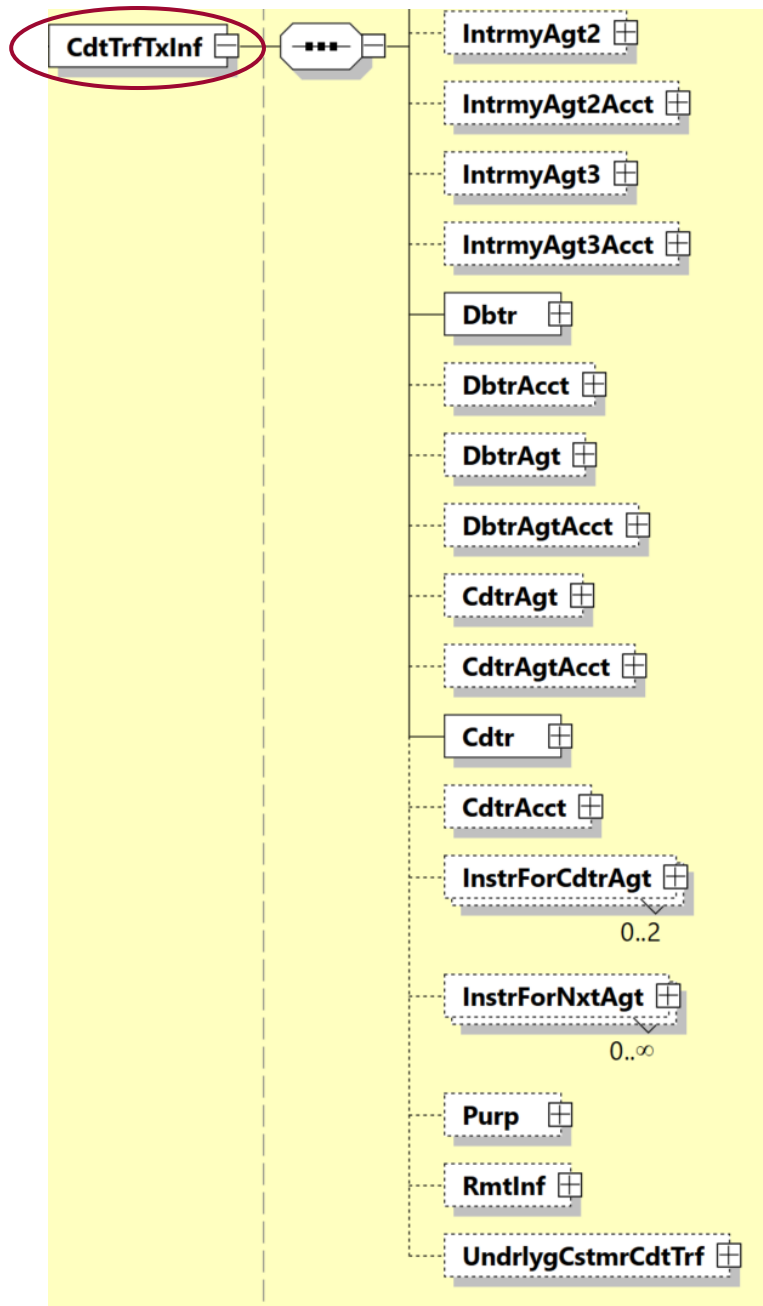 CdtTrfTxInf
IntrmyAgt2
IntrmyAgt2Acct
IntrmyAgt3
IntrmyAgt3Acct
Dbtr
DbtrAcct
DbtrAgt
DbtrAgtAcct
CdtrAgt
CdtrAgtAcct
Cdtr
CdtrAcct
InstrForCdtrAgt
0..2
InstrForNxtAgt
0..∞
Purp
RmtInf
UndrlygCstmrCdtTrf